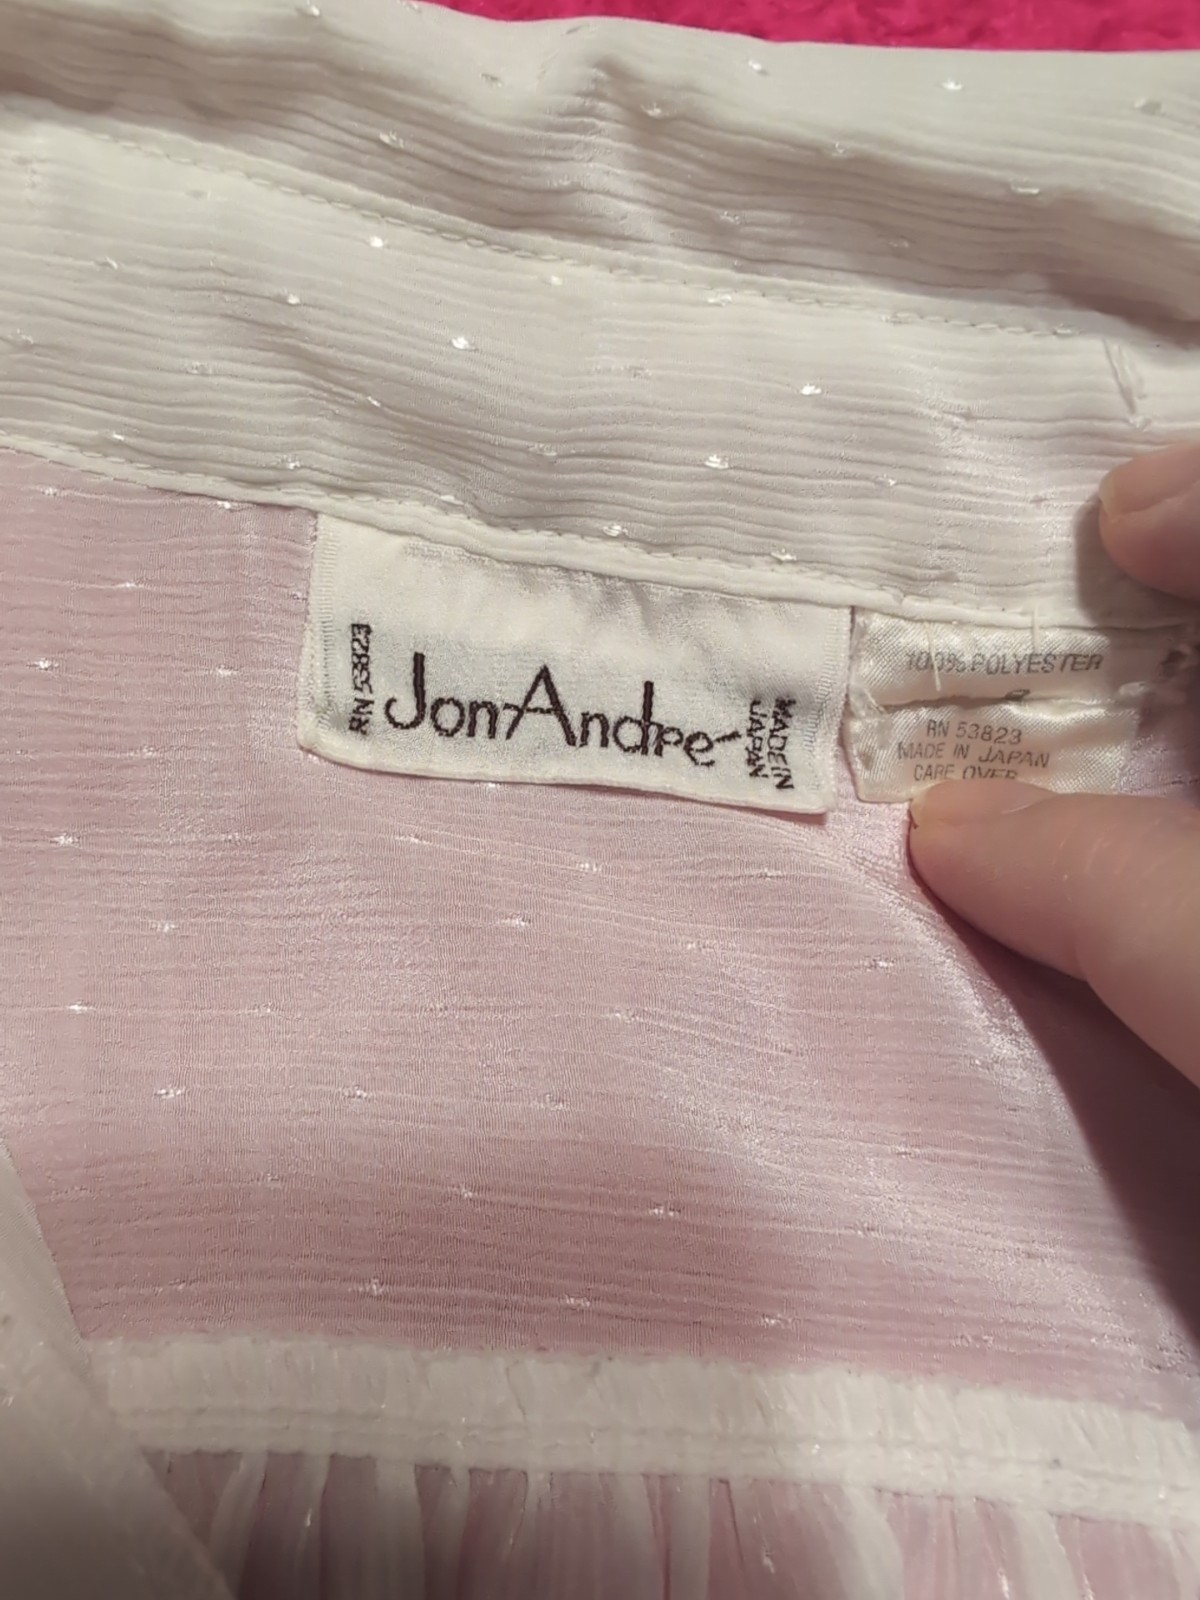 RN 53823
Jon Andre
MADE IN
JAPAN
100% POLYESTER
RN 53823
MADE IN JAPAN
CARE OVER